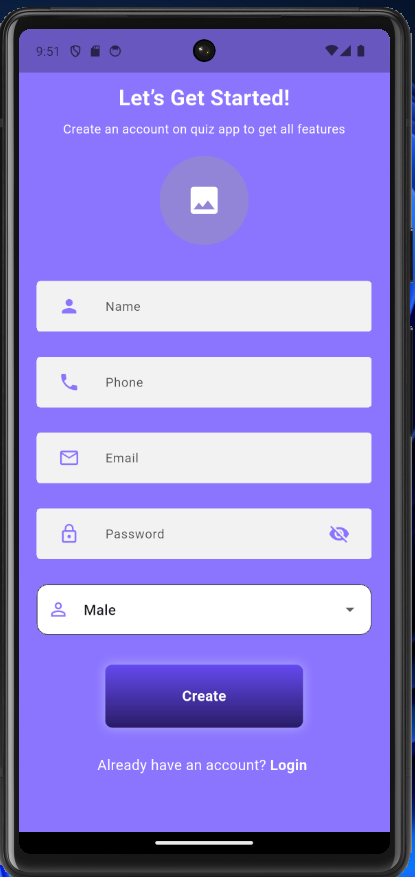 9:51
Let's Get Started!
Create an account on quiz app to get all features
Name
Phone
Email
Password
Male
Create
Already have an account? Login